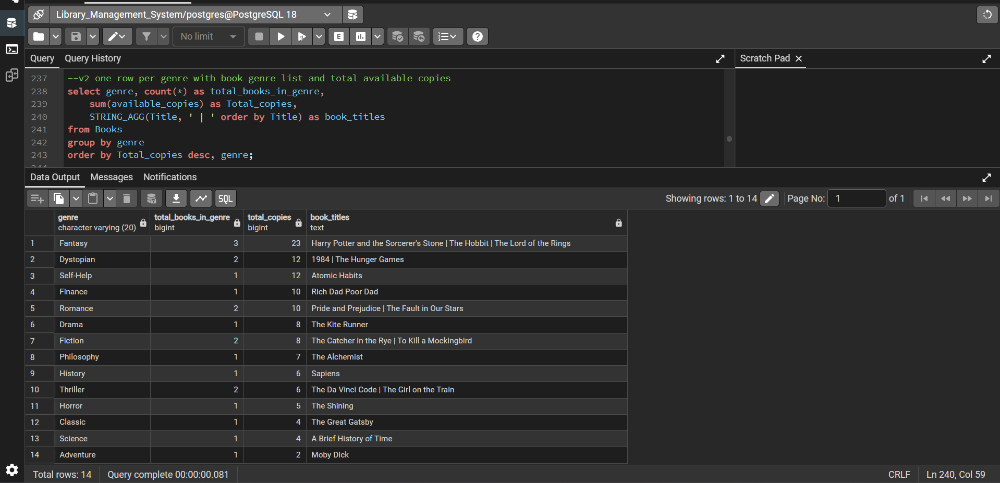 Library_Management_System/postgres@PostgreSQL 18
No limit
E
Query Query History
Scratch Pad
237 --v2 one row per genre with book genre list and total available copies
238 select genre, count(*) as total_books_in_genre,
239 sum(available_copies) as Total_copies,
240 STRING_AGG(Title, ' | ' order by Title) as book_titles
241 from Books
242 group by genre
243 order by Total_copies desc, genre;
244
Data Output Messages Notifications
SQL Showing rows: 1 to 14 Page No: 1 of 1
genre total_books_in_genre total_copies book_titles
character varying (20) bigint bigint text
1 Fantasy 3 23 Harry Potter and the Sorcerer's Stone | The Hobbit | The Lord of the Rings
2 Dystopian 2 12 1984 | The Hunger Games
3 Self-Help 1 12 Atomic Habits
4 Finance 1 10 Rich Dad Poor Dad
5 Romance 2 10 Pride and Prejudice | The Fault in Our Stars
6 Drama 1 8 The Kite Runner
7 Fiction 2 8 The Catcher in the Rye | To Kill a Mockingbird
8 Philosophy 1 7 The Alchemist
9 History 1 6 Sapiens
10 Thriller 2 6 The Da Vinci Code | The Girl on the Train
11 Horror 1 5 The Shining
12 Classic 1 4 The Great Gatsby
13 Science 1 4 A Brief History of Time
14 Adventure 1 2 Moby Dick
Total rows: 14 Query complete 00:00:00.081 CRLF Ln 240, Col 59